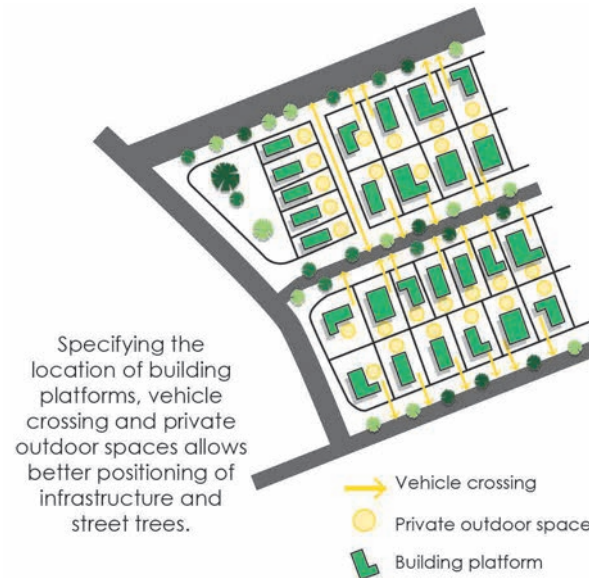 Specifying the
location of building
platforms, vehicle
crossing and private
outdoor spaces allows
better positioning of
infrastructure and
street trees.
Vehicle crossing
Private outdoor space
Building platform